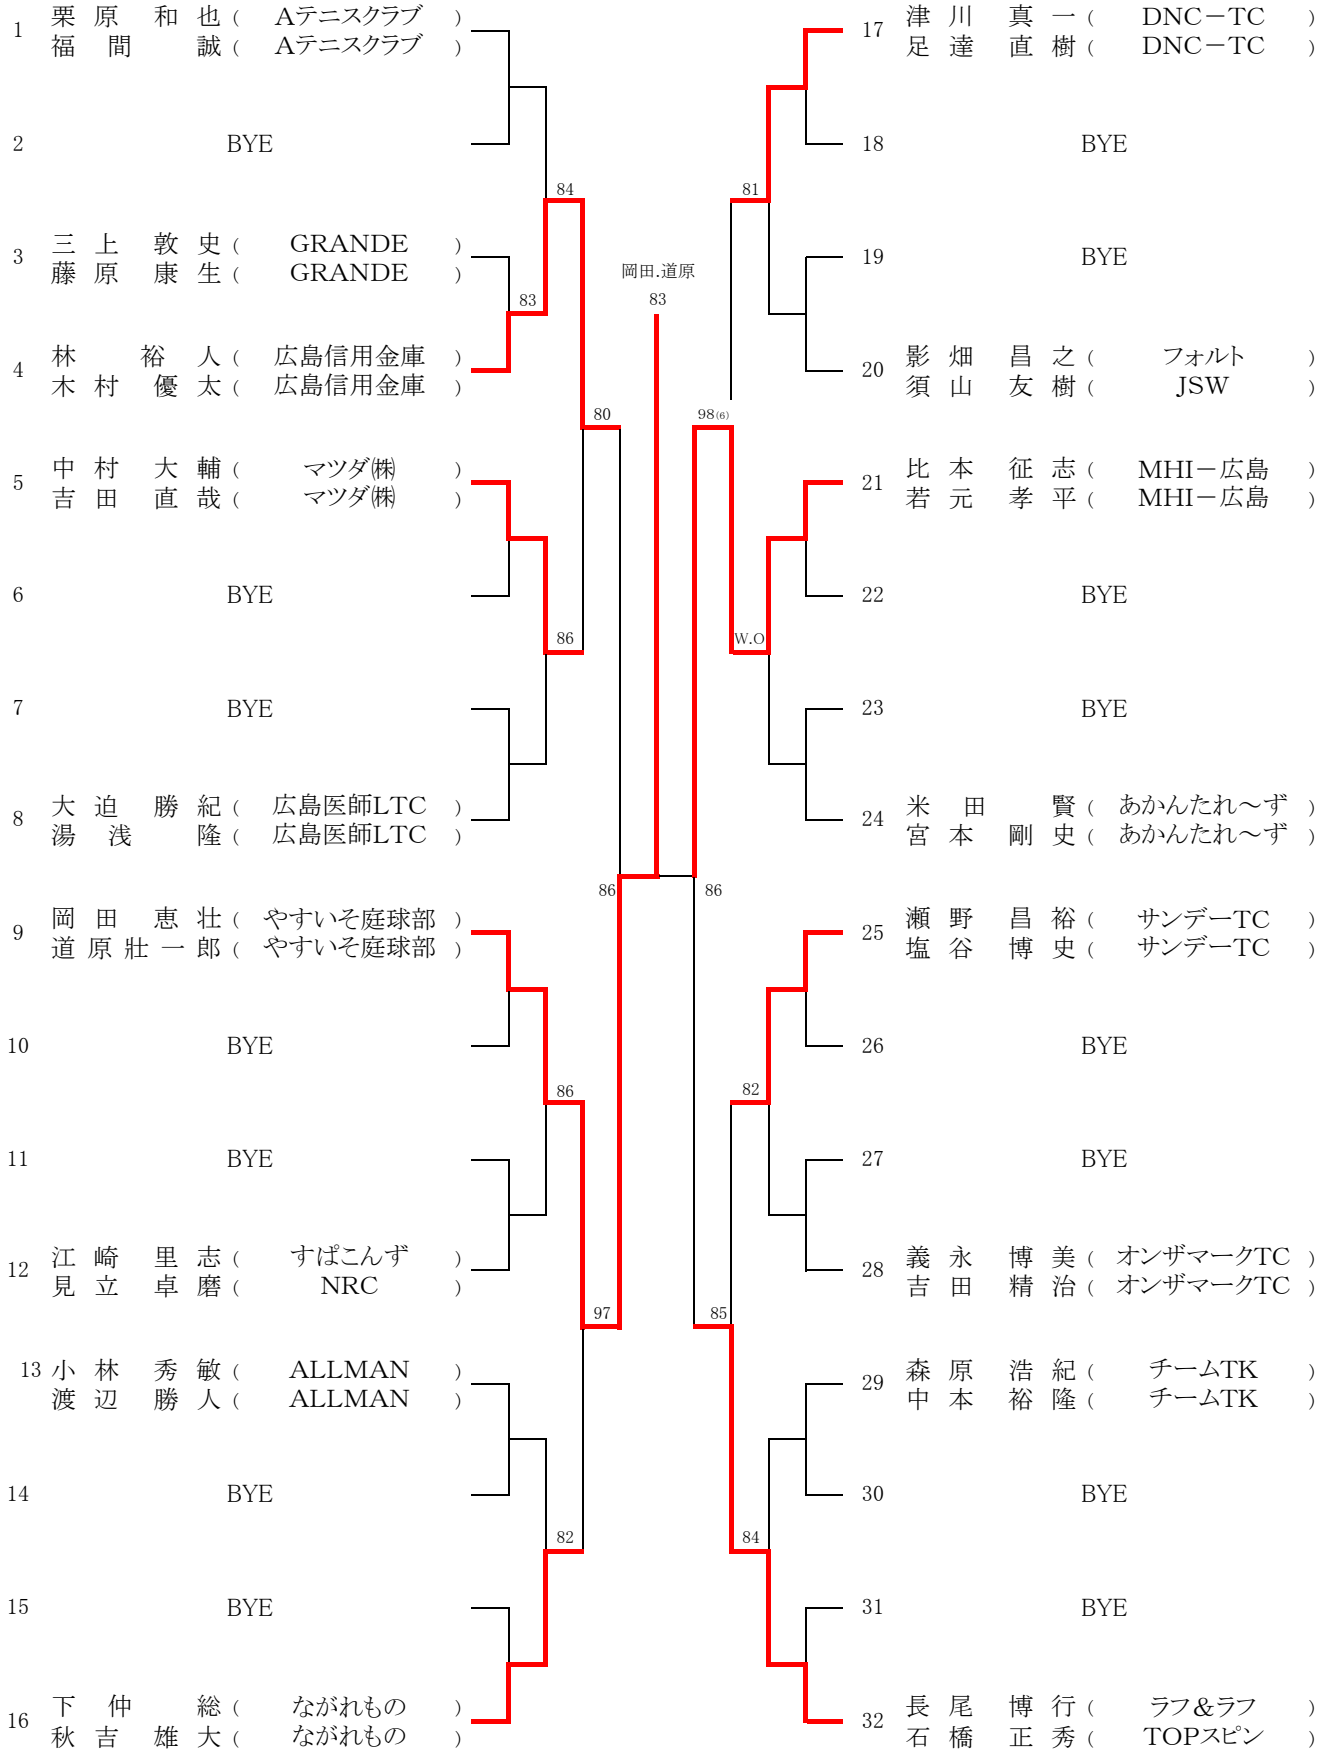 1 栗原 和也 ( Aテニスクラブ )
福間 誠 ( Aテニスクラブ )
2 BYE
84
3 三上 敦史 ( GRANDE )
藤原 康生 ( GRANDE )
83
4 林 裕人 ( 広島信用金庫 )
木村 優太 ( 広島信用金庫 )
80
5 中村 大輔 ( マツダ㈱ )
吉田 直哉 ( マツダ㈱ )
6 BYE
86
7 BYE
8 大迫 勝紀 ( 広島医師LTC )
湯浅 隆 ( 広島医師LTC )
86
9 岡田 恵壮 ( やすいそ庭球部 )
道原壯一郎 ( やすいそ庭球部 )
10 BYE
86
11 BYE
12 江崎 里志 ( すぱこんず )
見立 卓磨 ( NRC )
97
13 小林 秀敏 ( ALLMAN )
渡辺 勝人 ( ALLMAN )
14 BYE
82
15 BYE
16 下仲 総 ( ながれもの )
秋吉 雄大 ( ながれもの )
岡田.道原
83
17 津川 真一 ( DNC－TC )
足達 直樹 ( DNC－TC )
18 BYE
81
19 BYE
20 影畑 昌之 ( フォルト )
須山 友樹 ( JSW )
98(6)
21 比本 征志 ( MHI－広島 )
若元 孝平 ( MHI－広島 )
22 BYE
W.O
23 BYE
24 米田 賢 ( あかんたれ～ず )
宮本 剛史 ( あかんたれ～ず )
86
25 瀬野 昌裕 ( サンデーTC )
塩谷 博史 ( サンデーTC )
26 BYE
82
27 BYE
28 義永 博美 ( オンザマークTC )
吉田 精治 ( オンザマークTC )
85
29 森原 浩紀 ( チームTK )
中本 裕隆 ( チームTK )
30 BYE
84
31 BYE
32 長尾 博行 ( ラフ&ラフ )
石橋 正秀 ( TOPスピン )